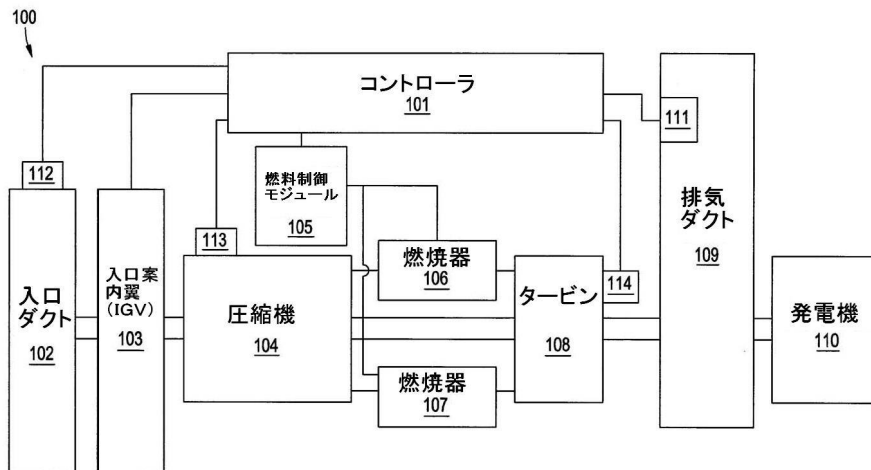 100
コントローラ
101
111
112
燃料制御
モジュール
105
113
排気
ダクト
109
入口
ダクト
102
入口案
内翼
(IGV)
103
圧縮機
104
燃焼器
106
タービン
108
114
発電機
110
燃焼器
107